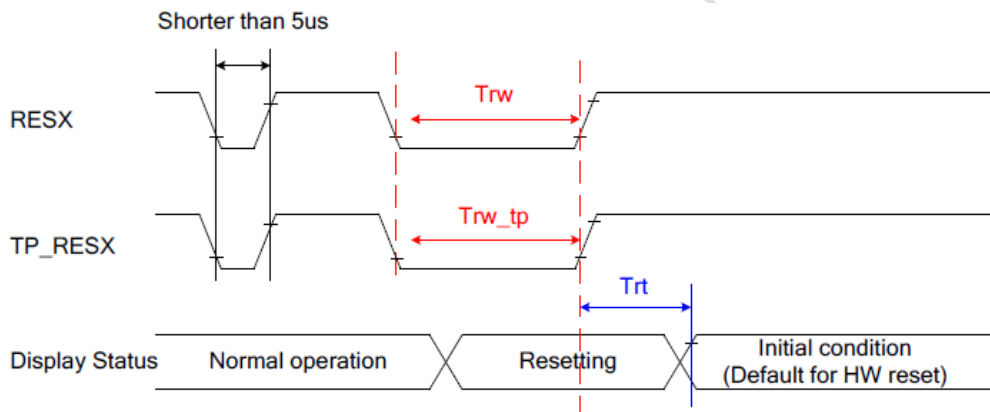 Shorter than 5us
RESX
Trw
TP_RESX
Trw_tp
Trt
Display Status
Normal operation
Resetting
Initial condition
(Default for HW reset)